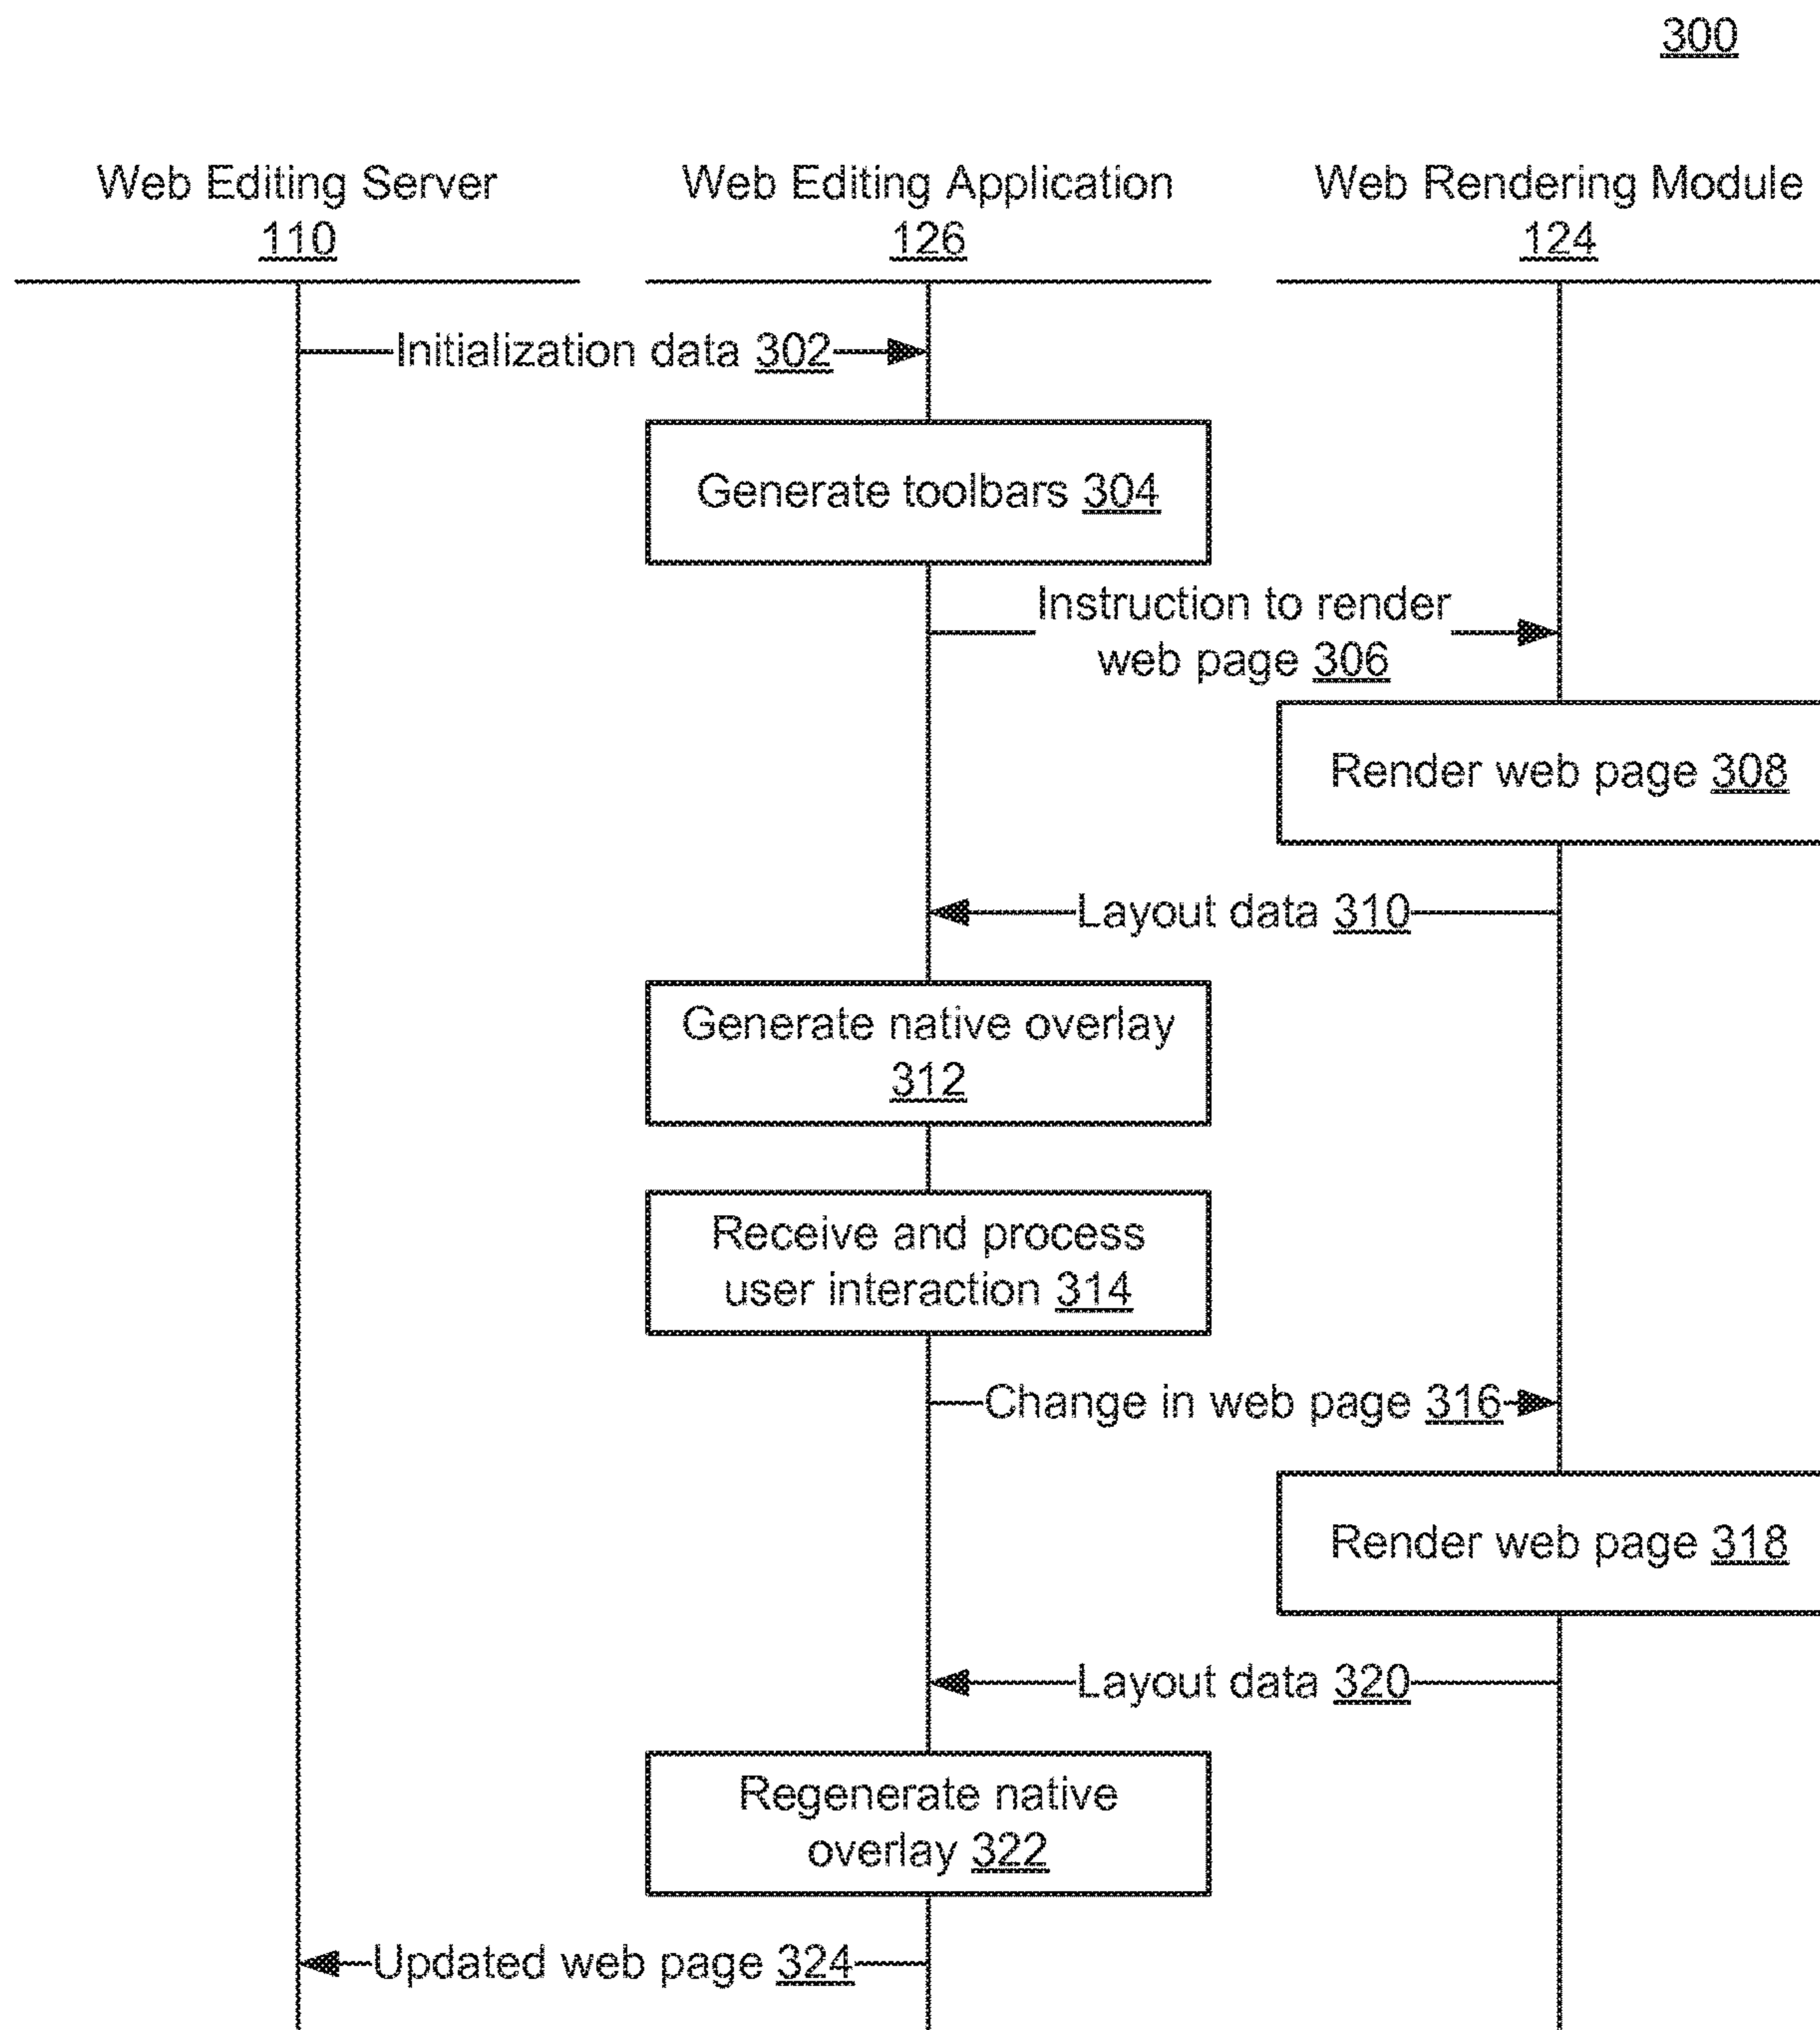 300
Web Editing Server
110
Web Editing Application
126
Web Rendering Module
124
Initialization data 302
Generate toolbars 304
Instruction to render
web page 306
Render web page 308
Layout data 310
Generate native overlay
312
Receive and process
user interaction 314
Change in web page 316
Render web page 318
Layout data 320
Regenerate native
overlay 322
Updated web page 324